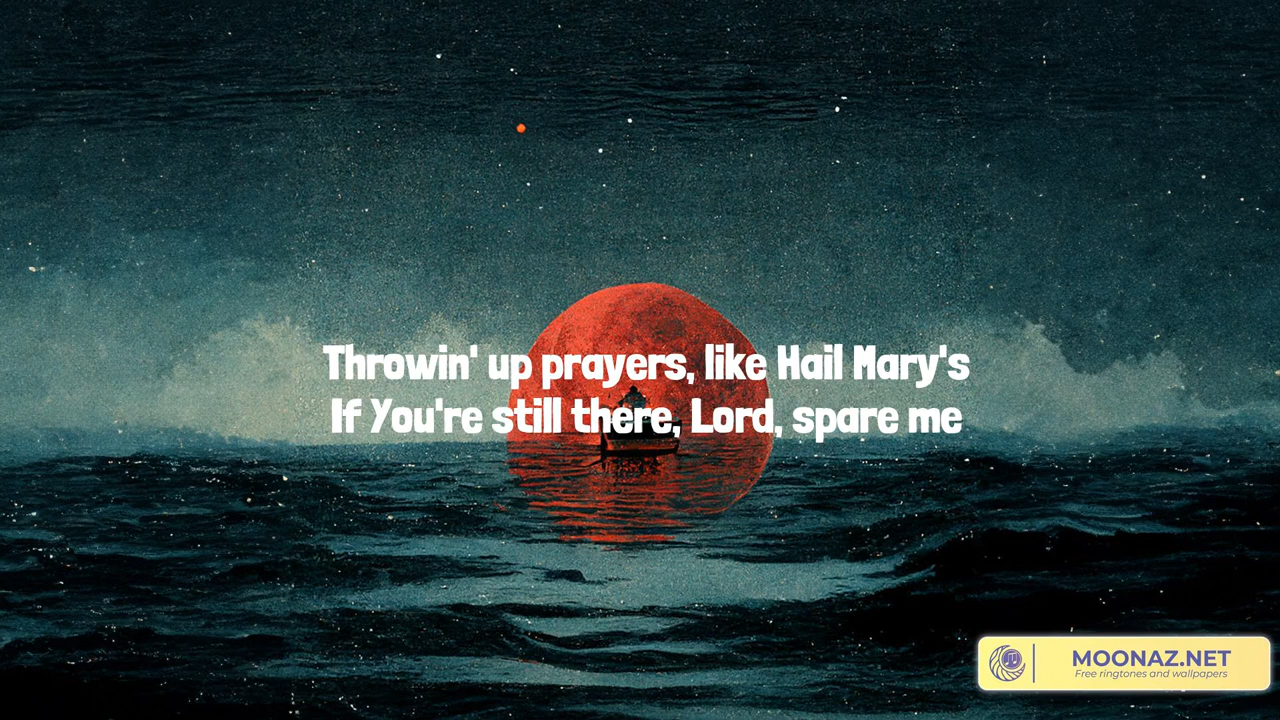 Throwin' up prayers, like Hail Mary's
If You're still there, Lord, spare me
MOONAZ.NET
Free ringtones and wallpapers